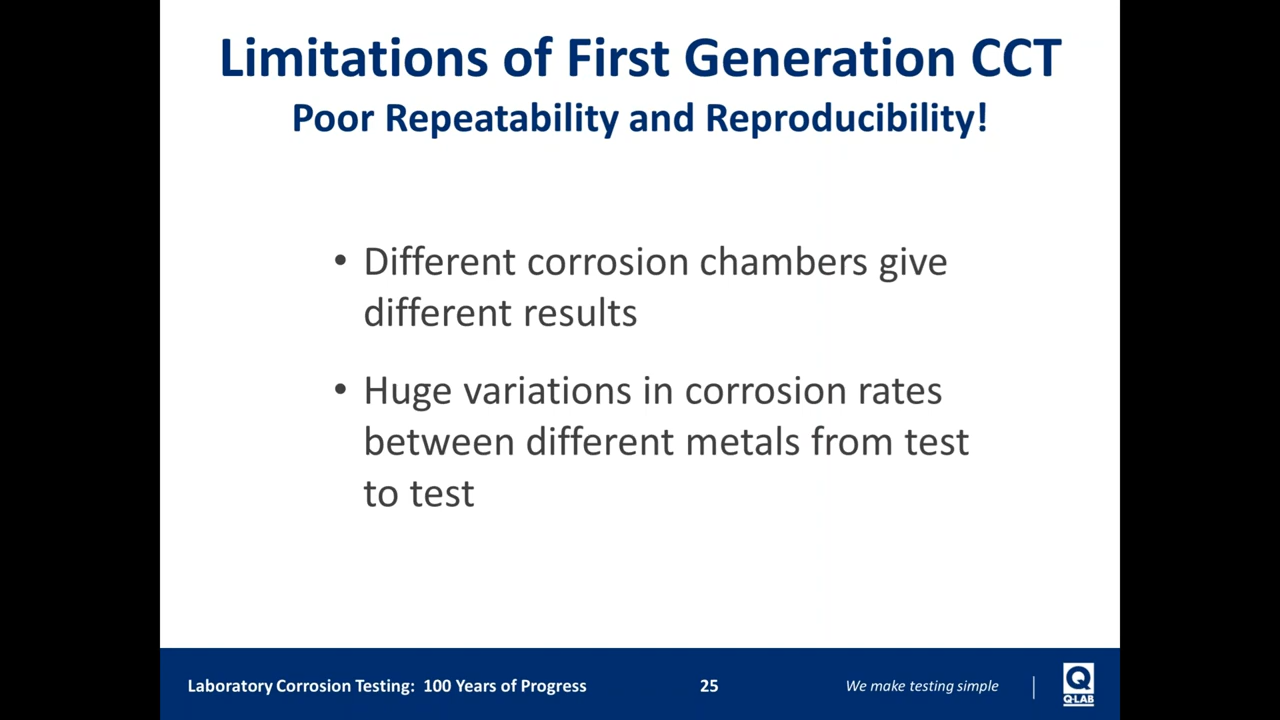 Limitations of First Generation CCT
Poor Repeatability and Reproducibility!
• Different corrosion chambers give
different results
• Huge variations in corrosion rates
between different metals from test
to test
Laboratory Corrosion Testing: 100 Years of Progress
25
We make testing simple
Q
Q-LAB